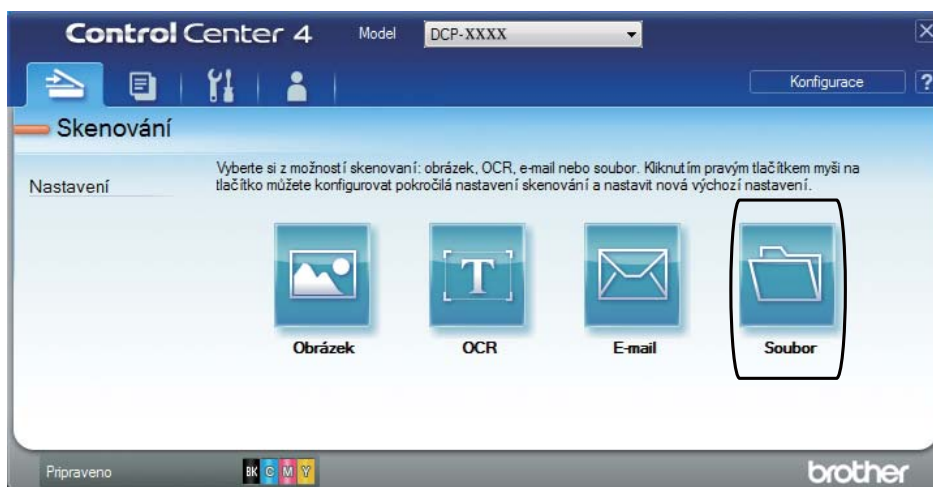 Control Center 4
Model
DCP-XXXX
Konfigurace
?
Skenování
Nastavení
Vyberte si z možností skenovaní: obrázek, OCR, e-mail nebo soubor. Kliknutím pravým tlačítkem myši na
tlačítko můžete konfigurovat pokročilá nastavení skenování a nastavit nová výchozí nastavení.
T
Obrázek
OCR
E-mail
Soubor
Pripraveno
BK C M Y
brother